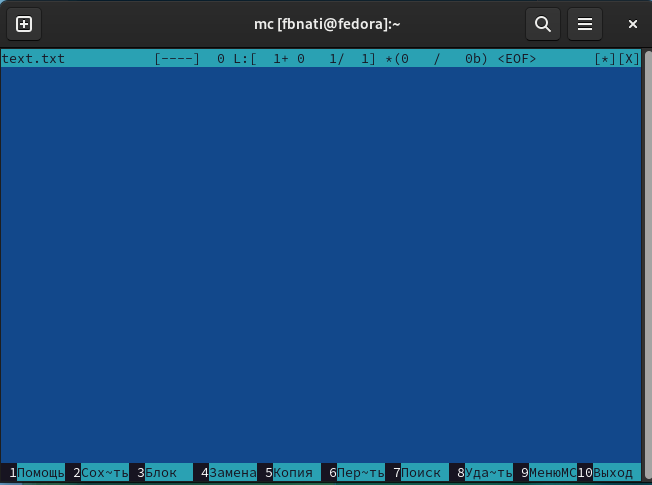 mc [fbnati@fedora]:~
text.txt [----] 0 L:[ 1+ 0 1/ 1] *(0 / 0b) <EOF> [*][X]
1Помощь 2Сох~ть 3Блок 4Замена 5Копия 6Пер~ть 7Поиск 8Уда~ть 9МенюMC 10Выход